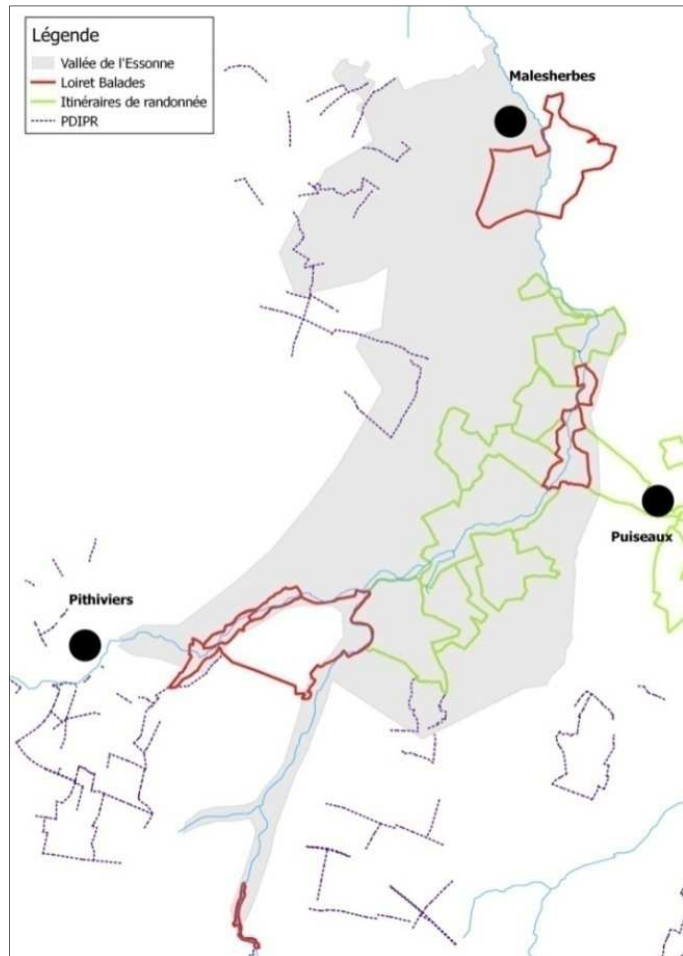 Légende
Vallée de l'Essonne
Loiret Balades
Itinéraires de randonnée
PDIPR
Malesherbes
Puiseaux
Pithiviers